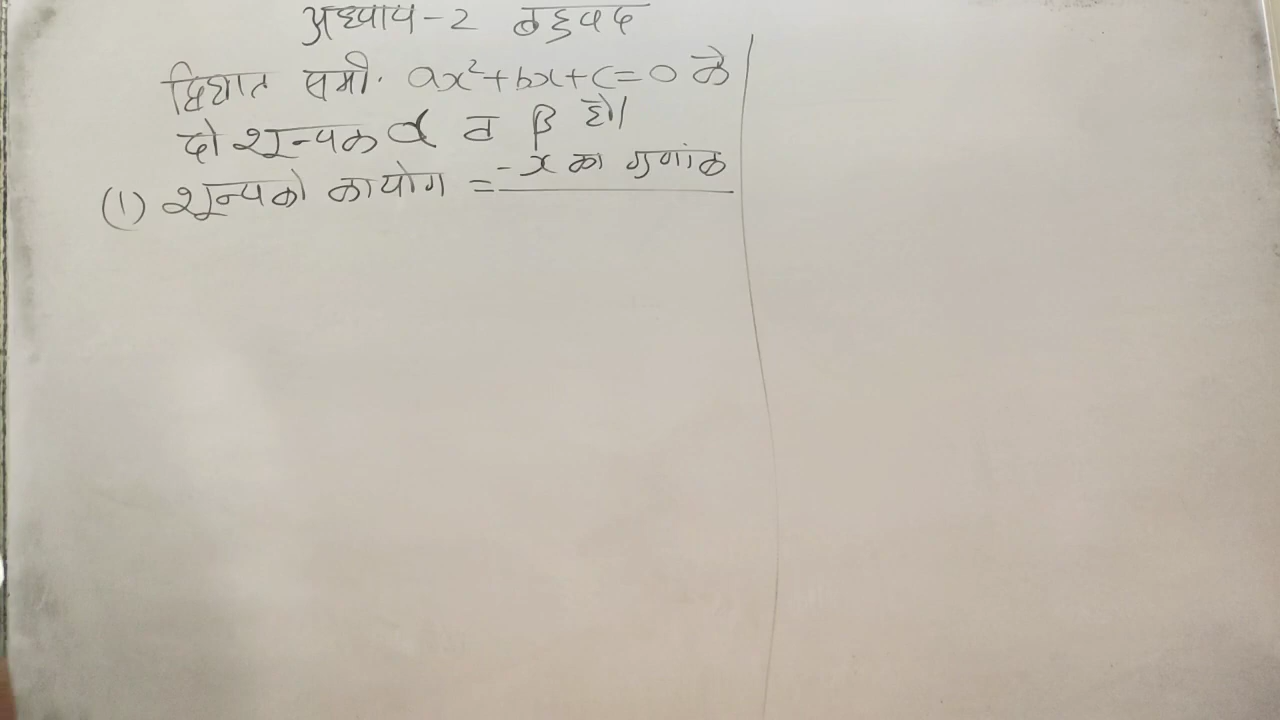 अध्याय-2 बहुपद
द्विघात समी. ax²+bx+c=0 के
दो शून्यक α व β हो।
(1) शून्यको का योग = -x का गुणांक